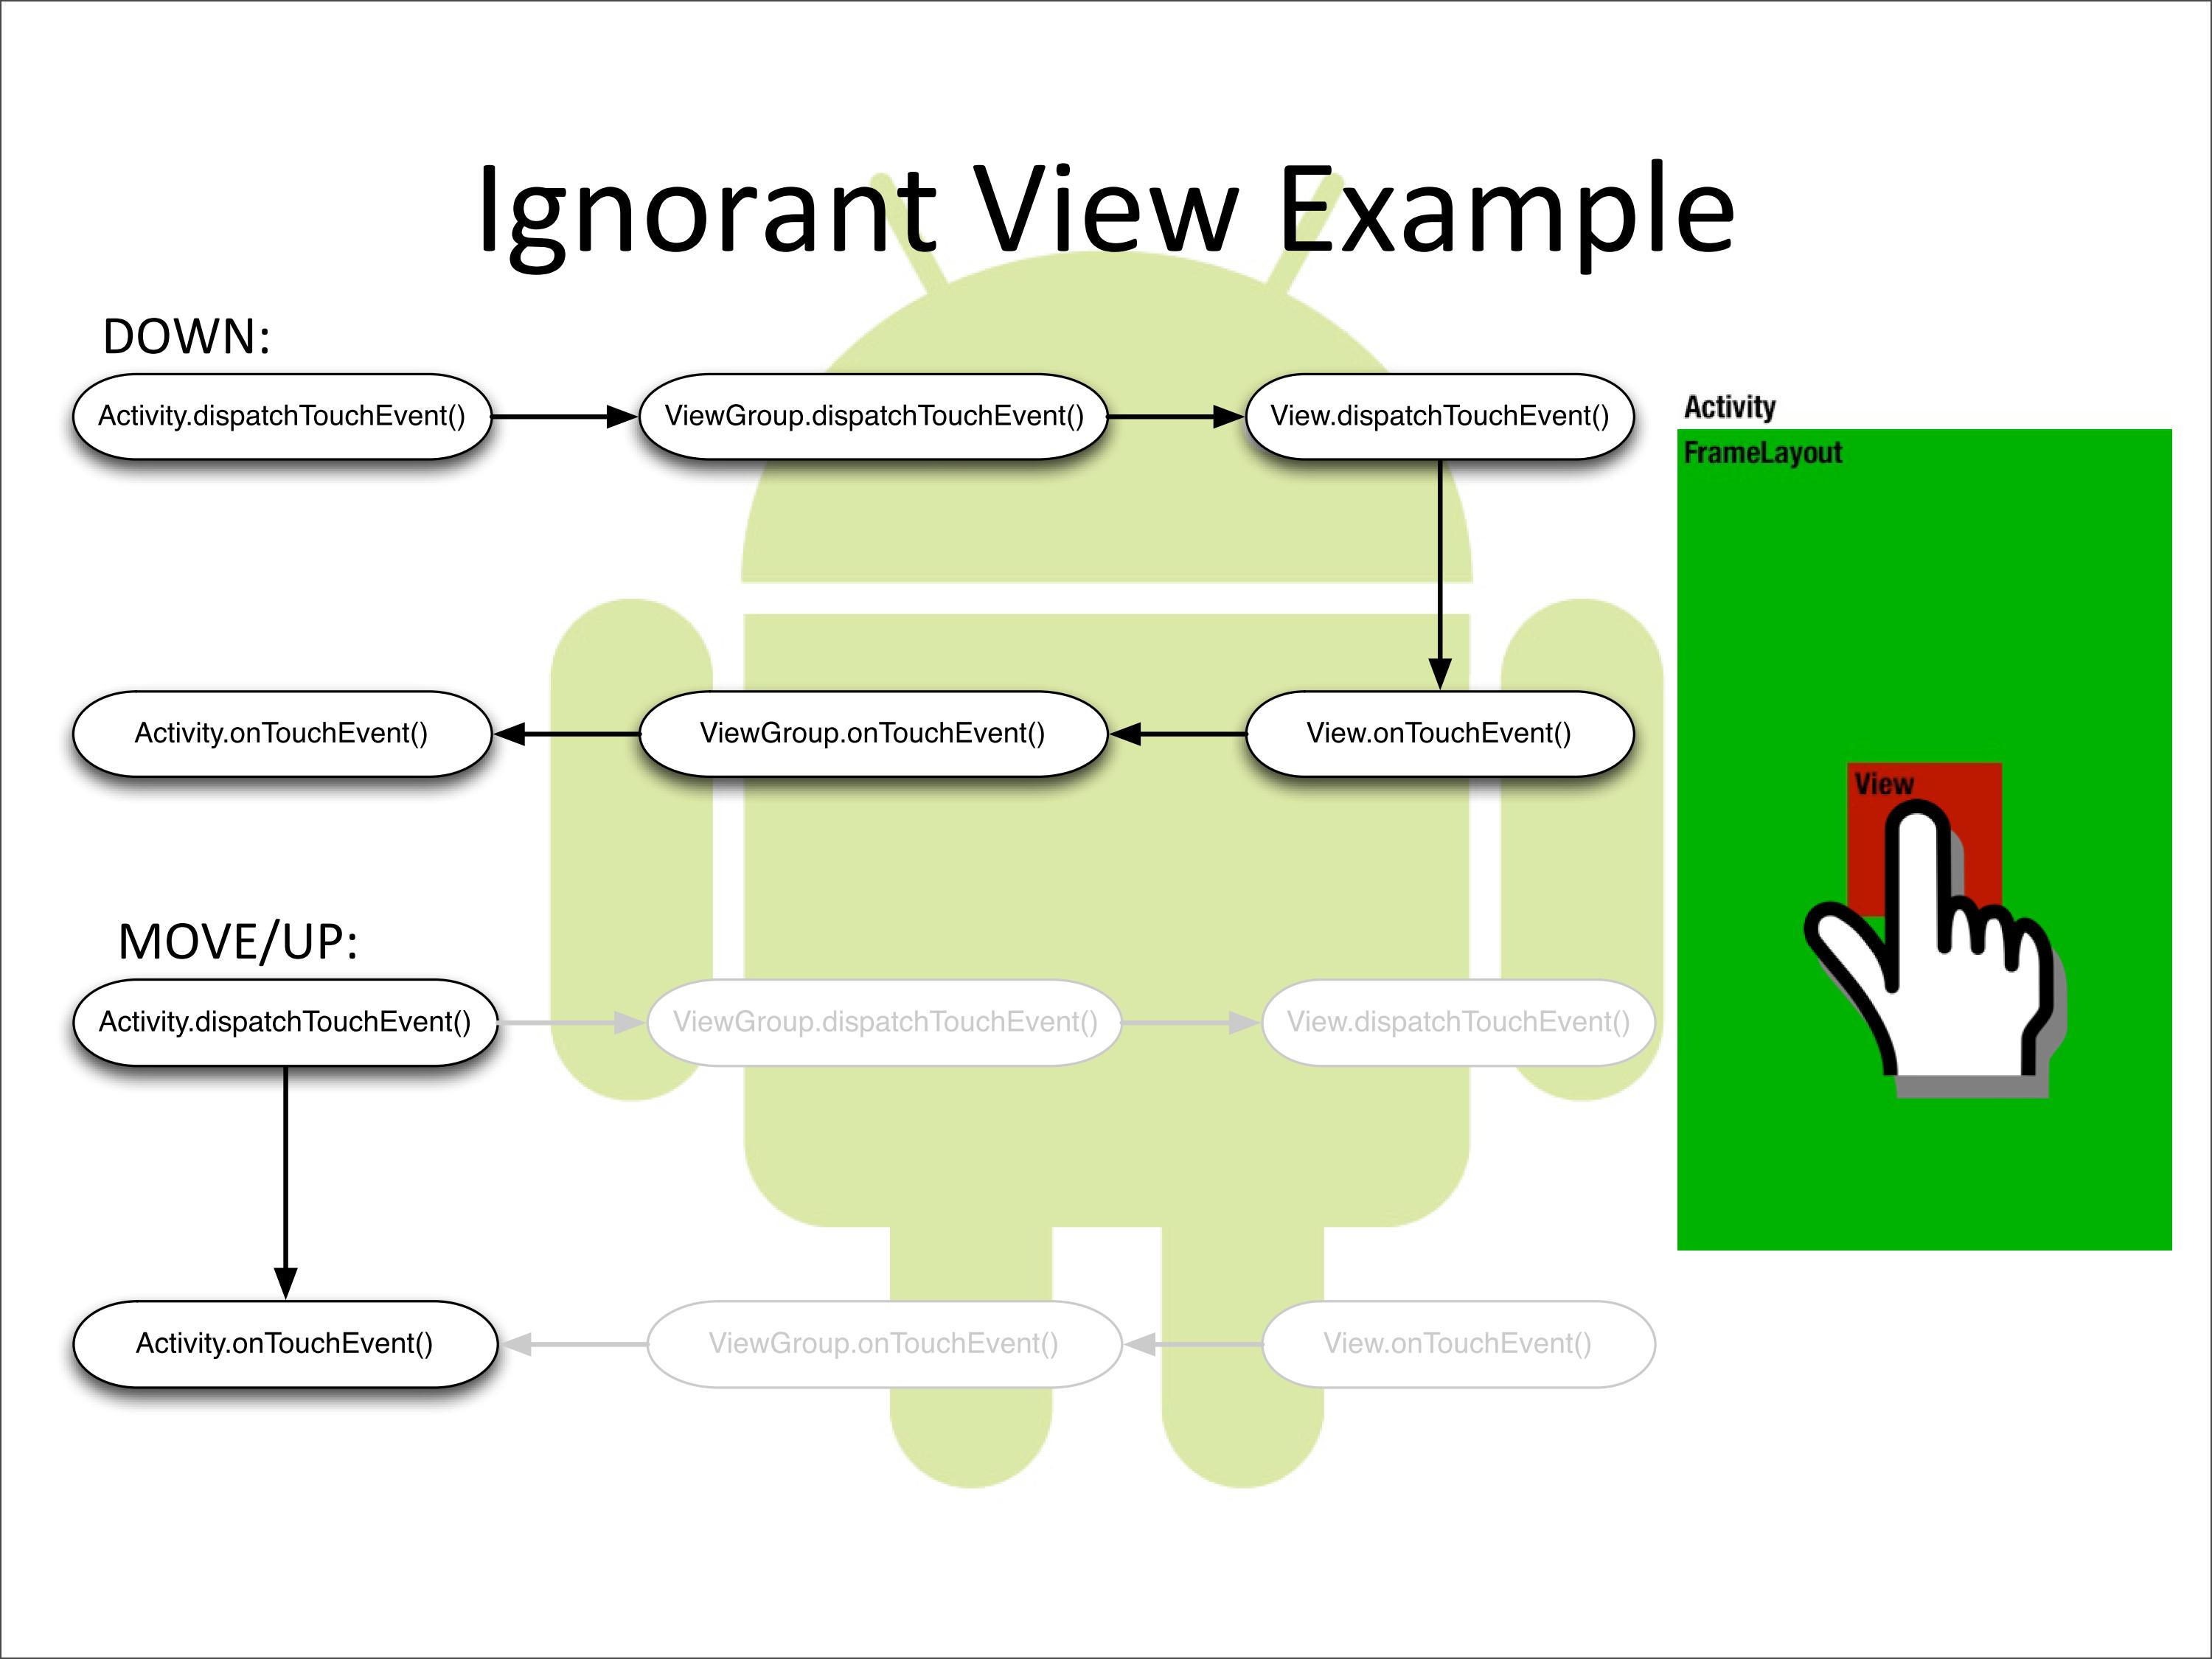 Ignorant View Example
DOWN:
Activity.dispatchTouchEvent()
ViewGroup.dispatchTouchEvent()
View.dispatchTouchEvent()
Activity.onTouchEvent()
ViewGroup.onTouchEvent()
View.onTouchEvent()
MOVE/UP:
Activity.dispatchTouchEvent()
ViewGroup.dispatchTouchEvent()
View.dispatchTouchEvent()
Activity.onTouchEvent()
ViewGroup.onTouchEvent()
View.onTouchEvent()
Activity
FrameLayout
View